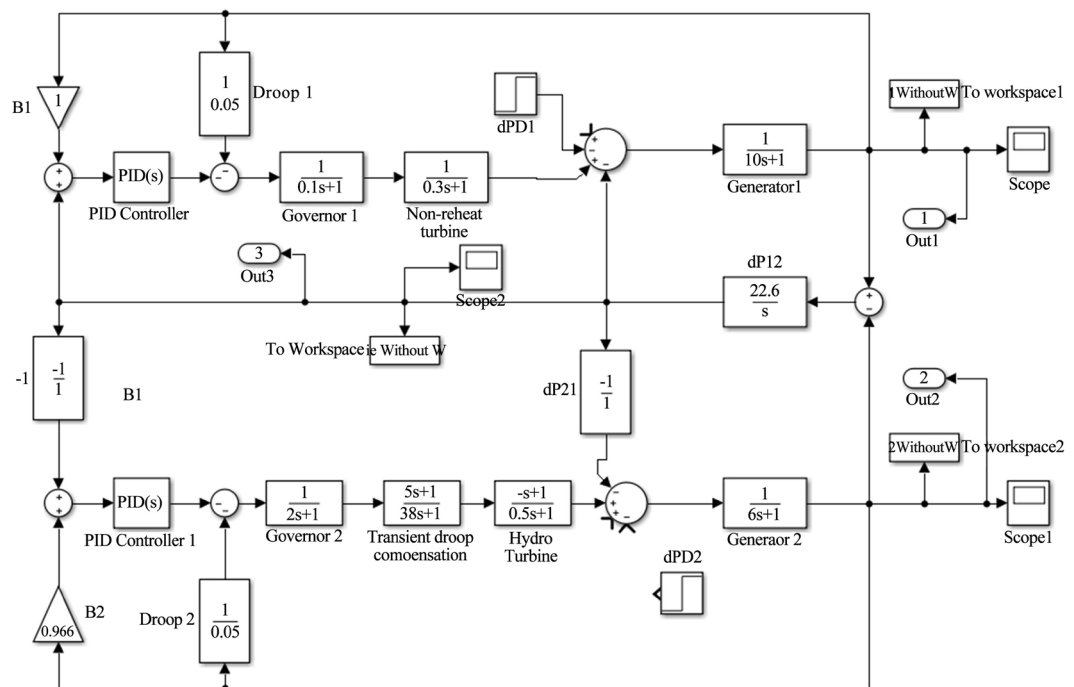 B1
1
1
0.05
Droop 1
dPD1
1WithoutW
To workspace1
Scope
PID(s)
PID Controller
1
0.1s+1
Governor 1
1
0.3s+1
Non-reheat
turbine
1
10s+1
Generator1
1
Out1
3
Out3
Scope2
dP12
22.6
s
To Workspace
ie Without W
-1
-1
1
B1
dP21
-1
1
2
Out2
2WithoutW
To workspace2
PID(s)
PID Controller 1
1
2s+1
Governor 2
5s+1
38s+1
Transient droop
comoensation
-s+1
0.5s+1
Hydro
Turbine
1
6s+1
Generaor 2
Scope1
dPD2
B2
0.966
Droop 2
1
0.05